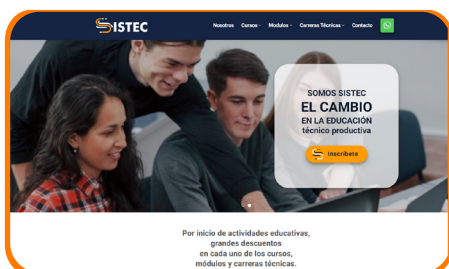 SISTEC
Nosotros Cursos Modulos Carreras Técnicas Contacto
SOMOS SISTEC
EL CAMBIO
EN LA EDUCACIÓN
técnico productiva
Inscríbete
Por inicio de actividades educativas,
grandes descuentos
en cada uno de los cursos,
módulos y carreras técnicas.